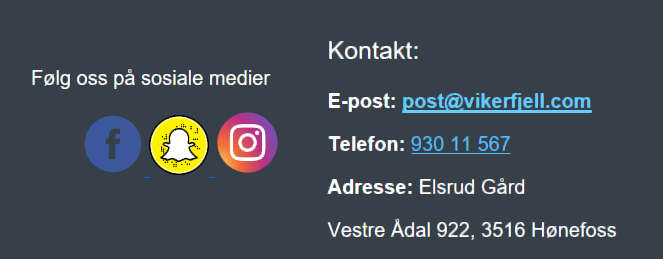 Følg oss på sosiale medier
Kontakt:
E-post: post@vikerfjell.com
Telefon: 930 11 567
Adresse: Elsrud Gård
Vestre Ådal 922, 3516 Hønefoss